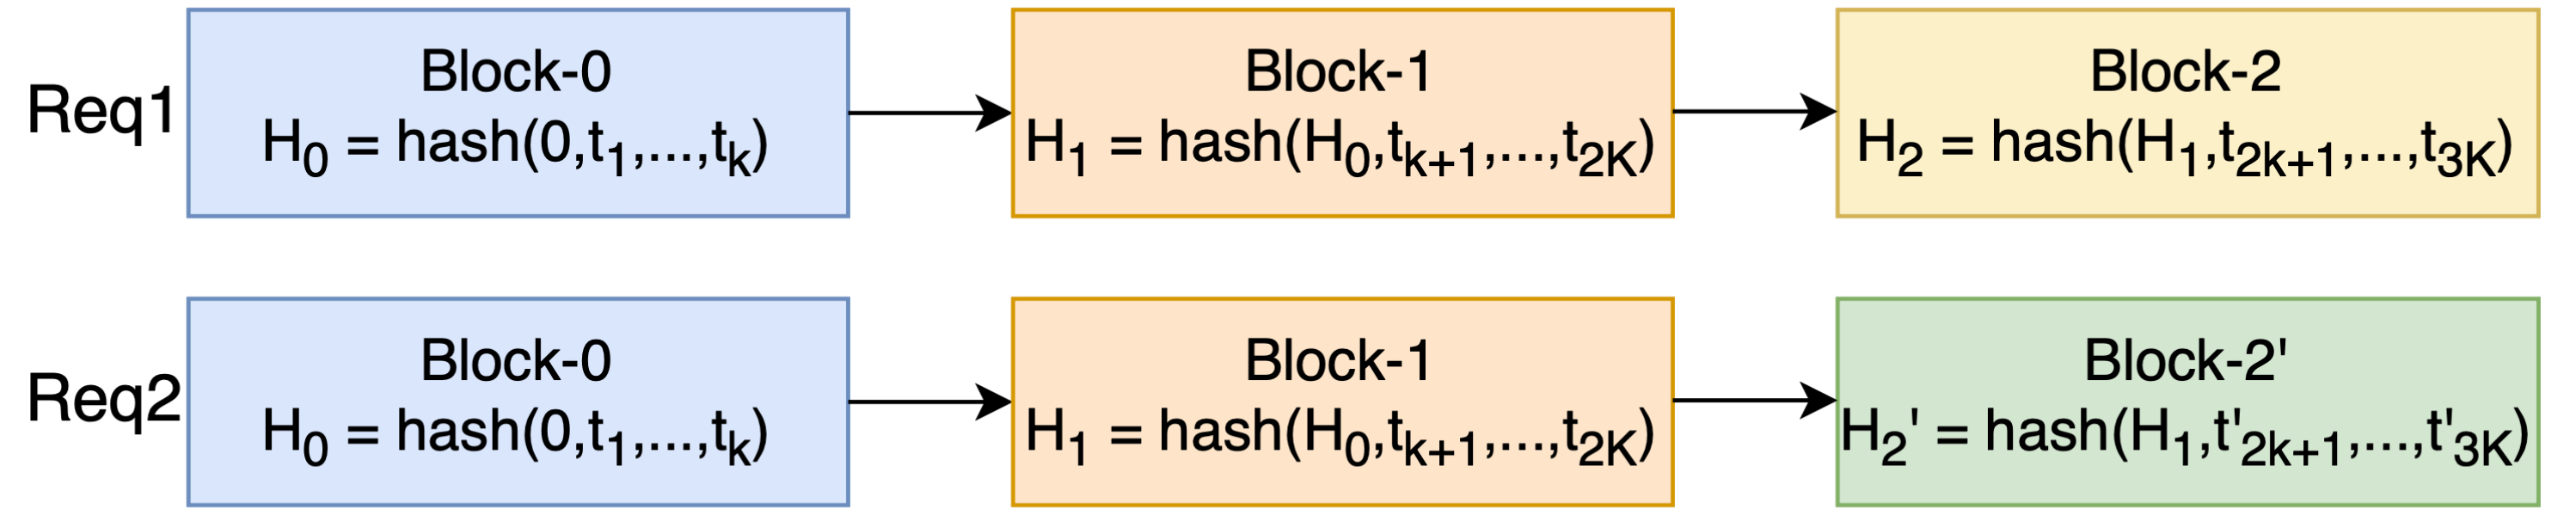 Req1
Block-0
H₀ = hash(0,t₁,...,tₖ)
Block-1
H₁ = hash(H₀,tₖ₊₁,...,t₂K)
Block-2
H₂ = hash(H₁,t₂ₖ₊₁,...,t₃K)
Req2
Block-0
H₀ = hash(0,t₁,...,tₖ)
Block-1
H₁ = hash(H₀,tₖ₊₁,...,t₂K)
Block-2'
H₂' = hash(H₁,t'₂ₖ₊₁,...,t'₃K)